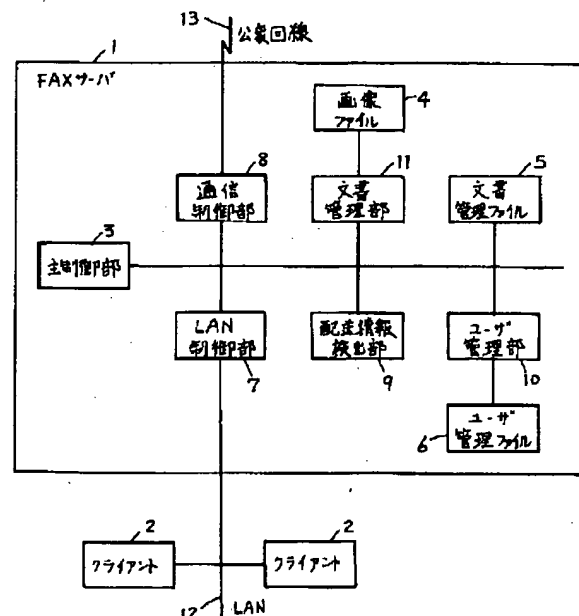 13 公衆回線
1
FAXサーバ
画像
ファイル
4
8
通信
制御部
11
文書
管理部
5
文書
管理ファイル
3
主制御部
LAN
制御部
7
配送情報
検出部
9
ユーザ
管理部
10
ユーザ
管理ファイル
6
2
クライアント
2
クライアント
12 LAN